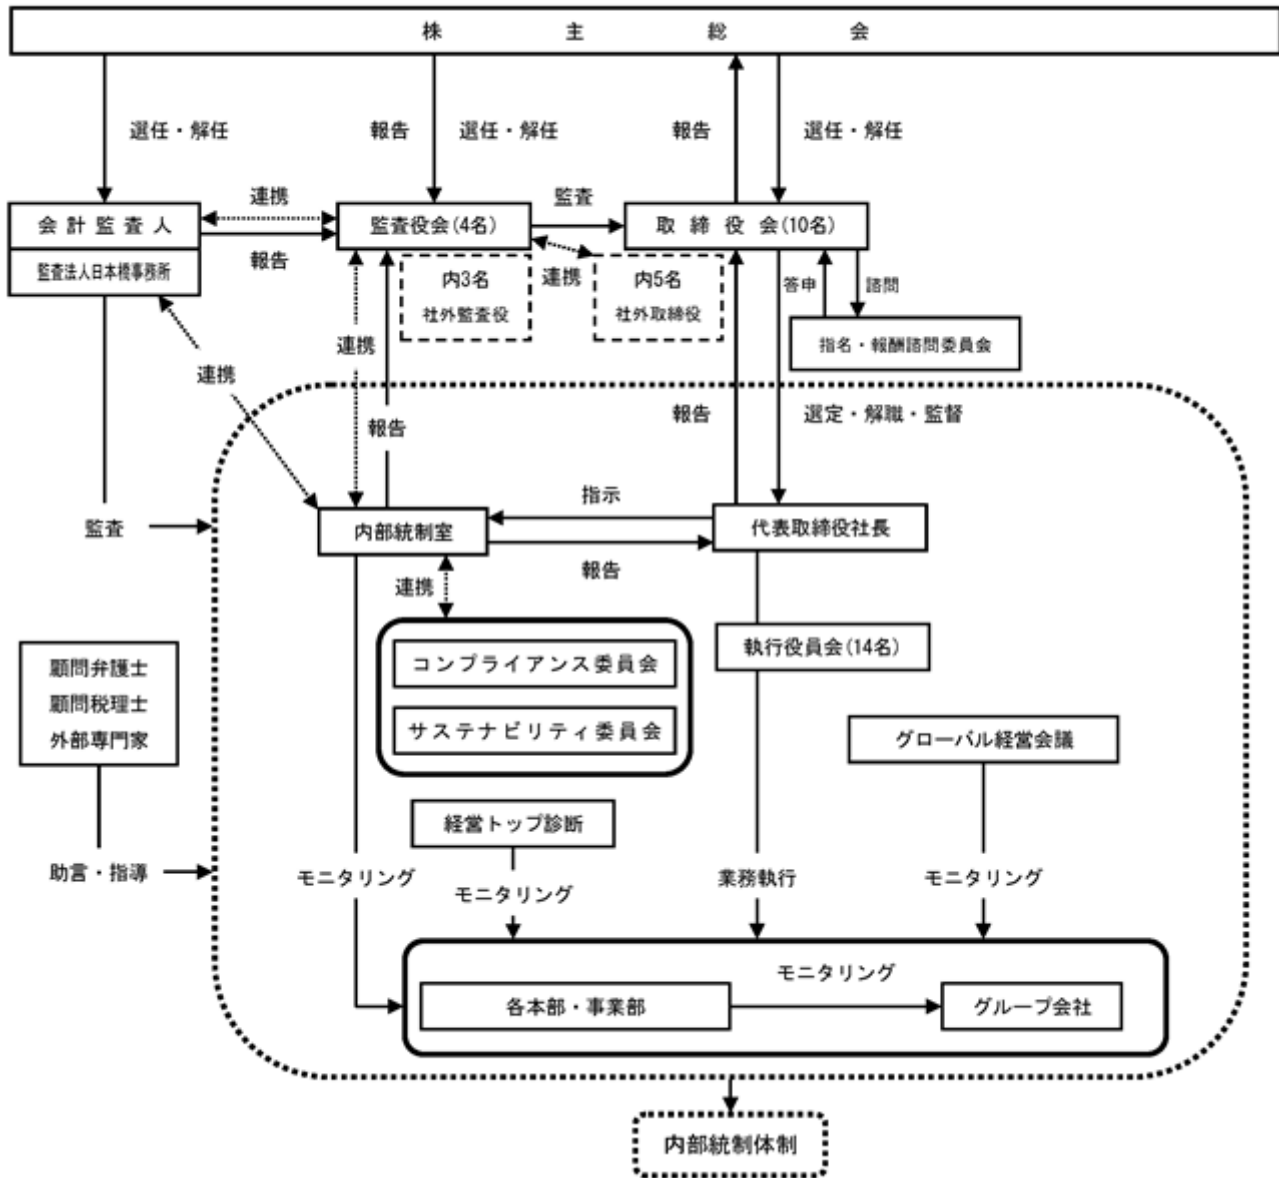 株主総会
選任・解任
報告
選任・解任
報告
選任・解任
会計監査人
監査法人日本橋事務所
連携
報告
監査役会(4名)
監査
取締役会(10名)
内3名
社外監査役
連携
内5名
社外取締役
答申
諮問
指名・報酬諮問委員会
連携
連携
報告
報告
選定・解職・監督
監査
内部統制室
指示
報告
代表取締役社長
連携
コンプライアンス委員会
サステナビリティ委員会
執行役員会(14名)
顧問弁護士
顧問税理士
外部専門家
グローバル経営会議
経営トップ診断
助言・指導
モニタリング
モニタリング
業務執行
モニタリング
モニタリング
各本部・事業部
グループ会社
内部統制体制